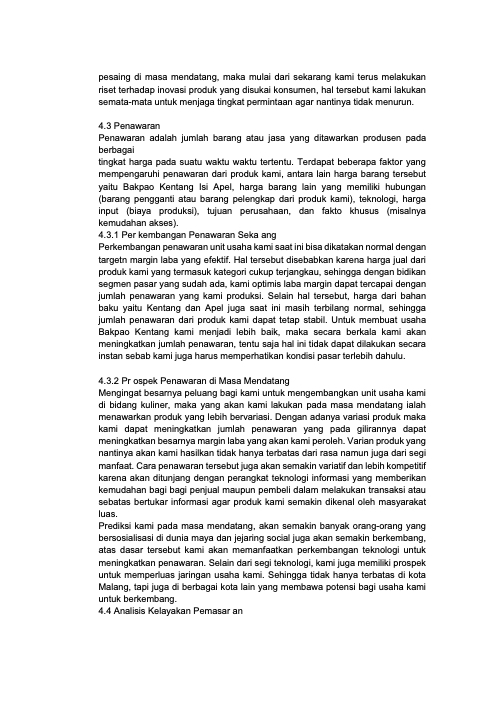 pesaing di masa mendatang, maka mulai dari sekarang kami terus melakukan
riset terhadap inovasi produk yang disukai konsumen, hal tersebut kami lakukan
semata-mata untuk menjaga tingkat permintaan agar nantinya tidak menurun.
4.3 Penawaran
Penawaran adalah jumlah barang atau jasa yang ditawarkan produsen pada
berbagai
tingkat harga pada suatu waktu waktu tertentu. Terdapat beberapa faktor yang
mempengaruhi penawaran dari produk kami, antara lain harga barang tersebut
yaitu Bakpao Kentang Isi Apel, harga barang lain yang memiliki hubungan
(barang pengganti atau barang pelengkap dari produk kami), teknologi, harga
input (biaya produksi), tujuan perusahaan, dan fakto khusus (misalnya
kemudahan akses).
4.3.1 Per kembangan Penawaran Seka ang
Perkembangan penawaran unit usaha kami saat ini bisa dikatakan normal dengan
targetn margin laba yang efektif. Hal tersebut disebabkan karena harga jual dari
produk kami yang termasuk kategori cukup terjangkau, sehingga dengan bidikan
segmen pasar yang sudah ada, kami optimis laba margin dapat tercapai dengan
jumlah penawaran yang kami produksi. Selain hal tersebut, harga dari bahan
baku yaitu Kentang dan Apel juga saat ini masih terbilang normal, sehingga
jumlah penawaran dari produk kami dapat tetap stabil. Untuk membuat usaha
Bakpao Kentang kami menjadi lebih baik, maka secara berkala kami akan
meningkatkan jumlah penawaran, tentu saja hal ini tidak dapat dilakukan secara
instan sebab kami juga harus memperhatikan kondisi pasar terlebih dahulu.
4.3.2 Pr ospek Penawaran di Masa Mendatang
Mengingat besarnya peluang bagi kami untuk mengembangkan unit usaha kami
di bidang kuliner, maka yang akan kami lakukan pada masa mendatang ialah
menawarkan produk yang lebih bervariasi. Dengan adanya variasi produk maka
kami dapat meningkatkan jumlah penawaran yang pada gilirannya dapat
meningkatkan besarnya margin laba yang akan kami peroleh. Varian produk yang
nantinya akan kami hasilkan tidak hanya terbatas dari rasa namun juga dari segi
manfaat. Cara penawaran tersebut juga akan semakin variatif dan lebih kompetitif
karena akan ditunjang dengan perangkat teknologi informasi yang memberikan
kemudahan bagi bagi penjual maupun pembeli dalam melakukan transaksi atau
sebatas bertukar informasi agar produk kami semakin dikenal oleh masyarakat
luas.
Prediksi kami pada masa mendatang, akan semakin banyak orang-orang yang
bersosialisasi di dunia maya dan jejaring social juga akan semakin berkembang,
atas dasar tersebut kami akan memanfaatkan perkembangan teknologi untuk
meningkatkan penawaran. Selain dari segi teknologi, kami juga memiliki prospek
untuk memperluas jaringan usaha kami. Sehingga tidak hanya terbatas di kota
Malang, tapi juga di berbagai kota lain yang membawa potensi bagi usaha kami
untuk berkembang.
4.4 Analisis Kelayakan Pemasar an